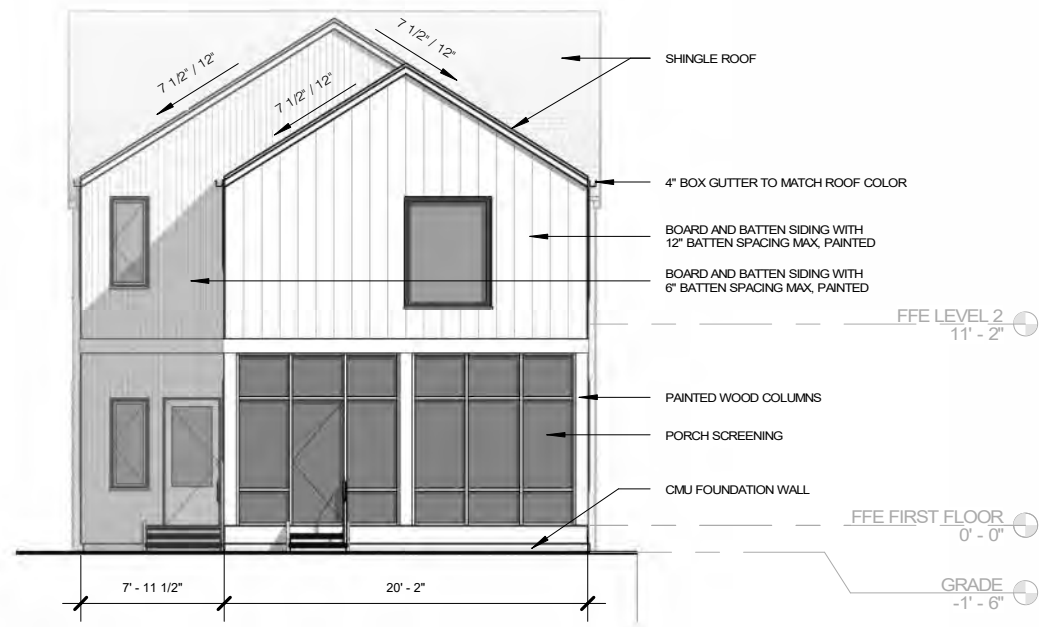 7 1/2" / 12"
7 1/2" / 12"
7 1/2" / 12"
SHINGLE ROOF
4" BOX GUTTER TO MATCH ROOF COLOR
BOARD AND BATTEN SIDING WITH
12" BATTEN SPACING MAX, PAINTED
BOARD AND BATTEN SIDING WITH
6" BATTEN SPACING MAX, PAINTED
FFE LEVEL 2
11' - 2"
PAINTED WOOD COLUMNS
PORCH SCREENING
CMU FOUNDATION WALL
FFE FIRST FLOOR
0' - 0"
GRADE
-1' - 6"
7' - 11 1/2"
20' - 2"